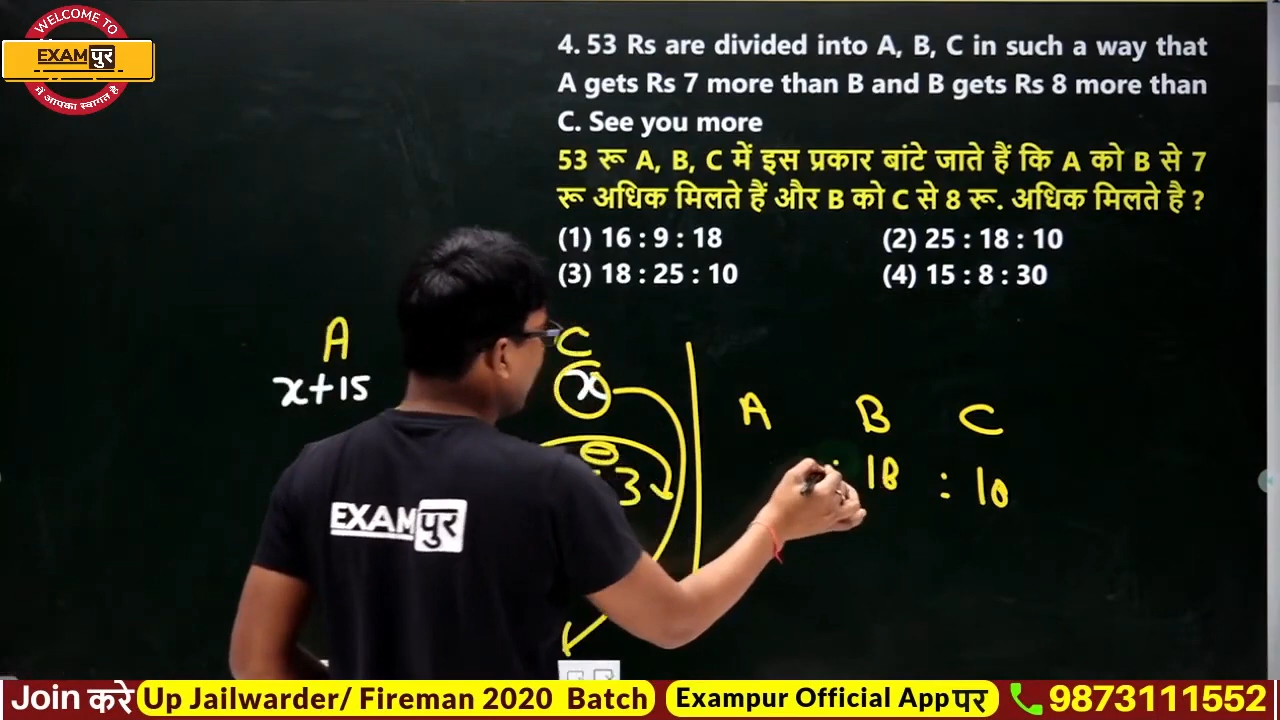 WELCOME TO
EXAMपुर
में आपका स्वागत है
4. 53 Rs are divided into A, B, C in such a way that
A gets Rs 7 more than B and B gets Rs 8 more than
C. See you more
53 रू A, B, C में इस प्रकार बांटे जाते हैं कि A को B से 7
रू अधिक मिलते हैं और B को C से 8 रू. अधिक मिलते है ?
(1) 16 : 9 : 18 (2) 25 : 18 : 10
(3) 18 : 25 : 10 (4) 15 : 8 : 30
A C
x+15 x
A B C
: 18 : 10
3
EXAMपुर
Join करे Up Jailwarder/ Fireman 2020 Batch Exampur Official App पर 9873111552